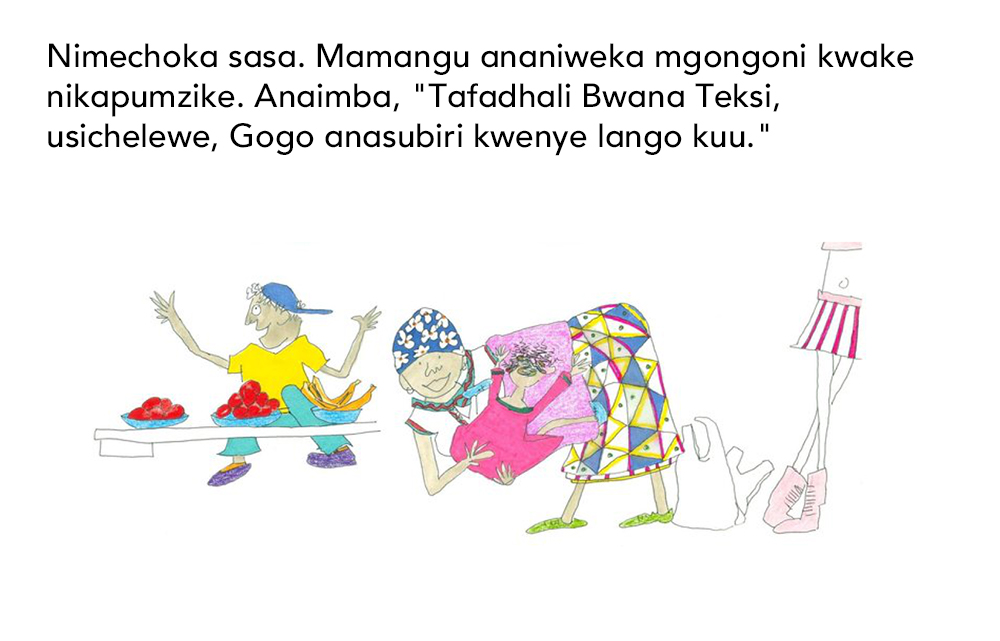 Nimechoka sasa. Mamangu ananiweka mgongoni kwake
nikapumzike. Anaimba, "Tafadhali Bwana Teksi,
usichelewe, Gogo anasubiri kwenye lango kuu."